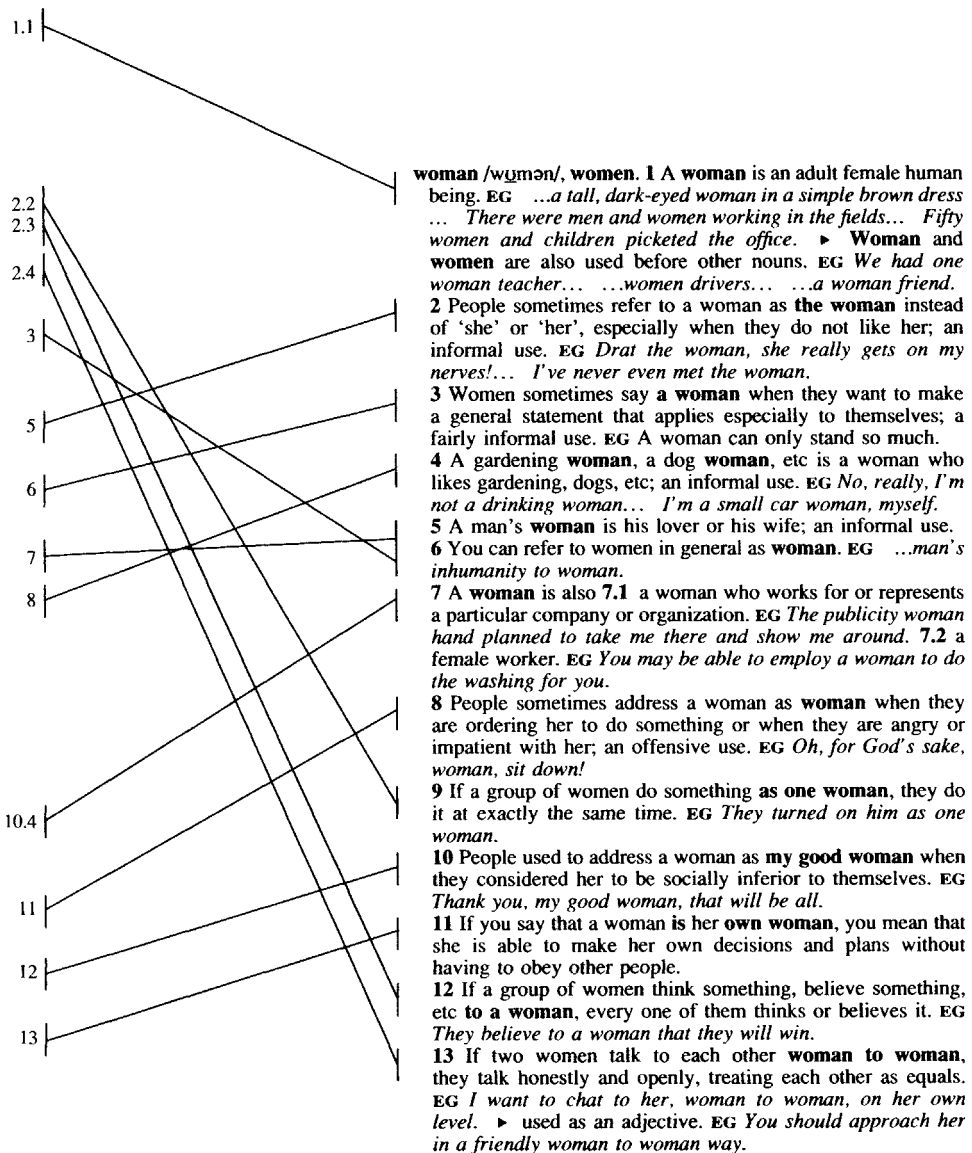 1.1
2.2
2.3
2.4
3
5
6
7
8
10.4
11
12
13
woman /wu̲mən/, women. 1 A woman is an adult female human
being. EG ...a tall, dark-eyed woman in a simple brown dress
... There were men and women working in the fields... Fifty
women and children picketed the office. ► Woman and
women are also used before other nouns. EG We had one
woman teacher... ...women drivers... ...a woman friend.
2 People sometimes refer to a woman as the woman instead
of 'she' or 'her', especially when they do not like her; an
informal use. EG Drat the woman, she really gets on my
nerves!... I've never even met the woman.
3 Women sometimes say a woman when they want to make
a general statement that applies especially to themselves; a
fairly informal use. EG A woman can only stand so much.
4 A gardening woman, a dog woman, etc is a woman who
likes gardening, dogs, etc; an informal use. EG No, really, I'm
not a drinking woman... I'm a small car woman, myself.
5 A man's woman is his lover or his wife; an informal use.
6 You can refer to women in general as woman. EG ...man's
inhumanity to woman.
7 A woman is also 7.1 a woman who works for or represents
a particular company or organization. EG The publicity woman
hand planned to take me there and show me around. 7.2 a
female worker. EG You may be able to employ a woman to do
the washing for you.
8 People sometimes address a woman as woman when they
are ordering her to do something or when they are angry or
impatient with her; an offensive use. EG Oh, for God's sake,
woman, sit down!
9 If a group of women do something as one woman, they do
it at exactly the same time. EG They turned on him as one
woman.
10 People used to address a woman as my good woman when
they considered her to be socially inferior to themselves. EG
Thank you, my good woman, that will be all.
11 If you say that a woman is her own woman, you mean that
she is able to make her own decisions and plans without
having to obey other people.
12 If a group of women think something, believe something,
etc to a woman, every one of them thinks or believes it. EG
They believe to a woman that they will win.
13 If two women talk to each other woman to woman,
they talk honestly and openly, treating each other as equals.
EG I want to chat to her, woman to woman, on her own
level. ► used as an adjective. EG You should approach her
in a friendly woman to woman way.